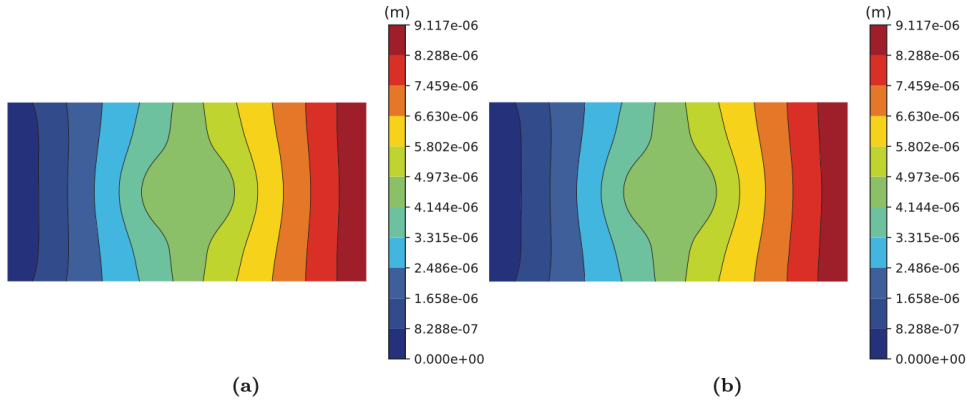 (m)
9.117e-06
8.288e-06
7.459e-06
6.630e-06
5.802e-06
4.973e-06
4.144e-06
3.315e-06
2.486e-06
1.658e-06
8.288e-07
0.000e+00
(a)
(m)
9.117e-06
8.288e-06
7.459e-06
6.630e-06
5.802e-06
4.973e-06
4.144e-06
3.315e-06
2.486e-06
1.658e-06
8.288e-07
0.000e+00
(b)